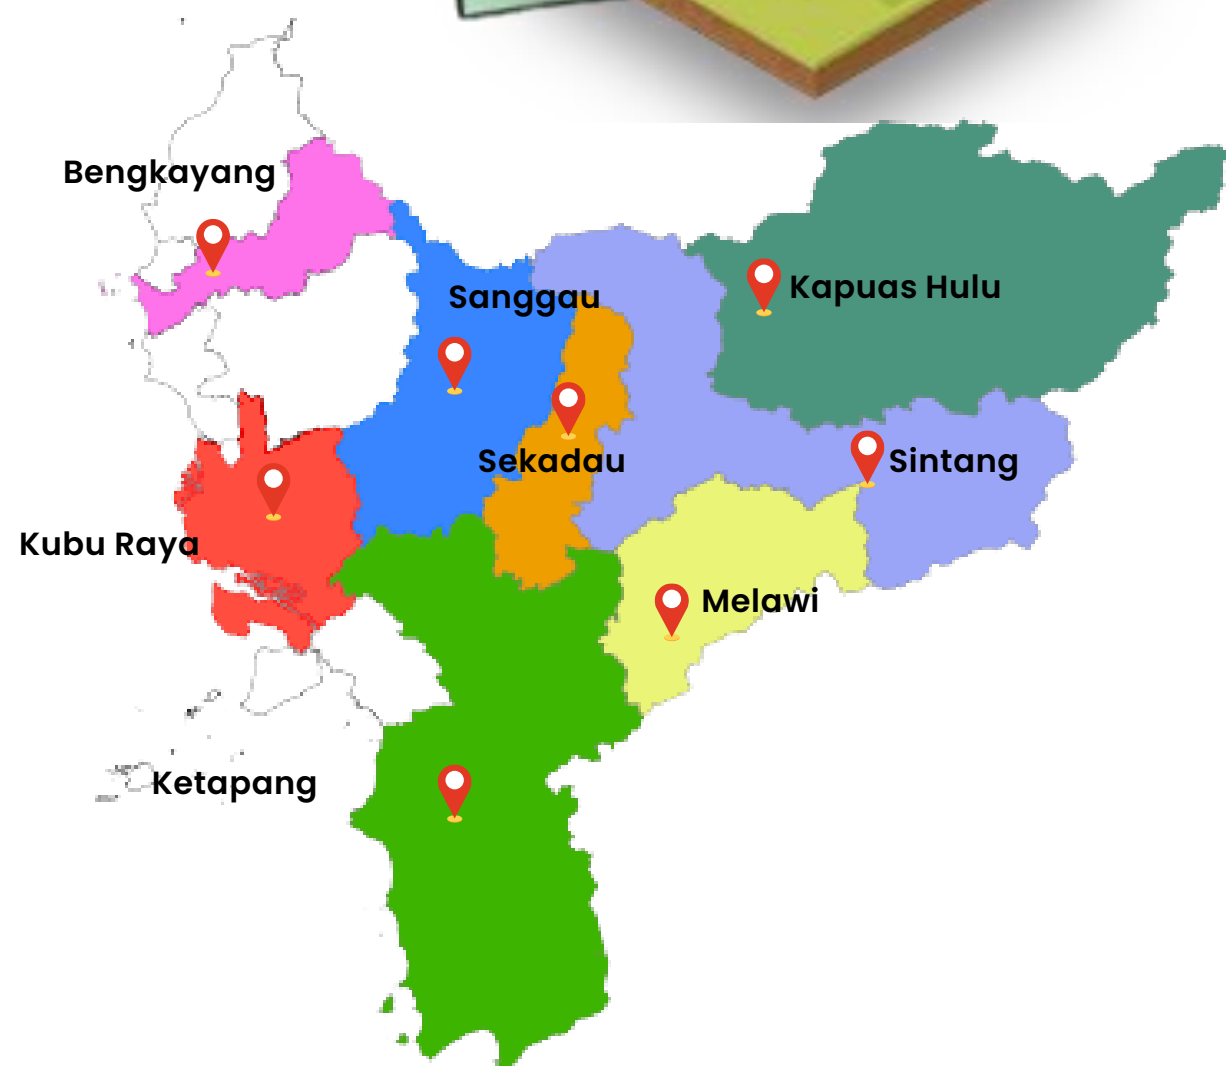 Bengkayang
Kapuas Hulu
Sanggau
Sekadau
Sintang
Kubu Raya
Melawi
Ketapang